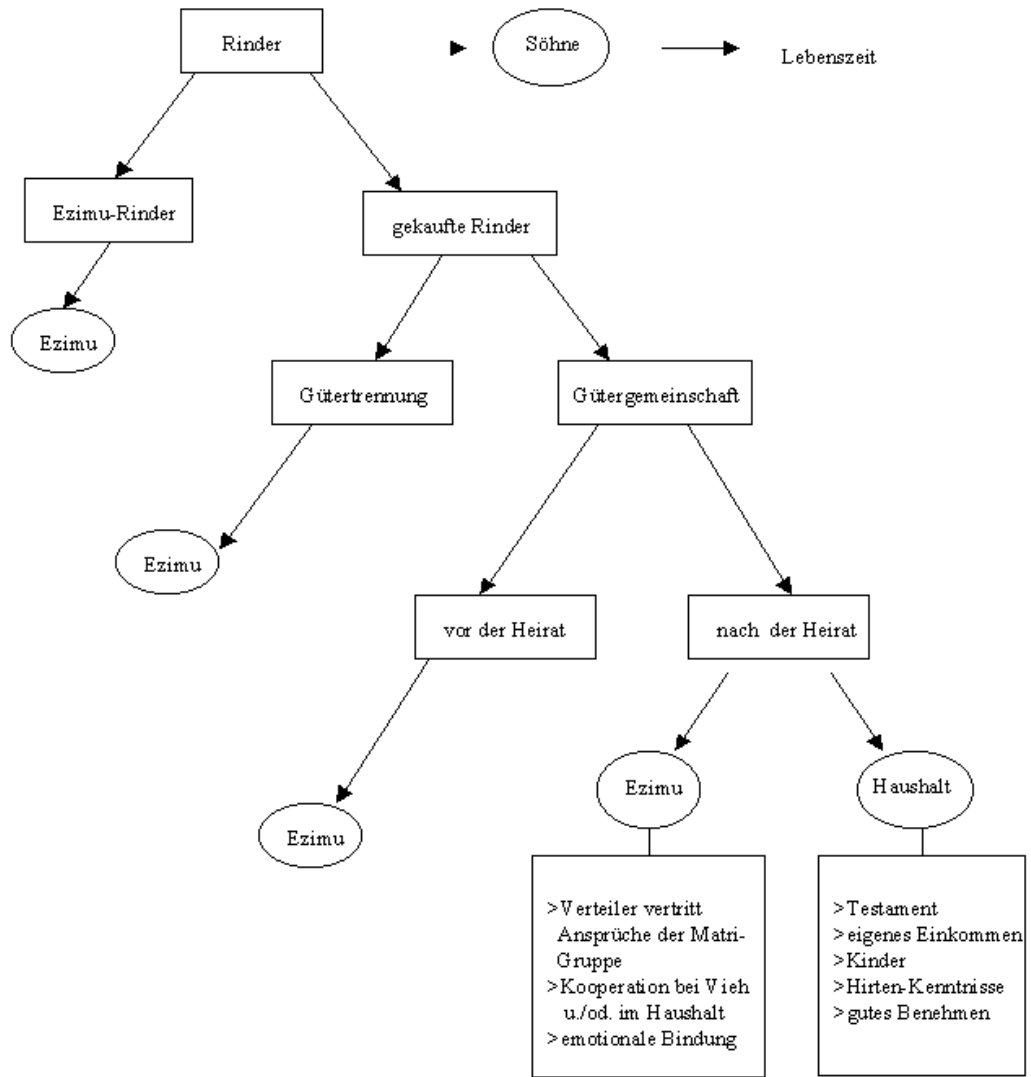 Rinder
Söhne
Lebenszeit
Ezimu-Rinder
gekaufte Rinder
Ezimu
Gütertrennung
Gütergemeinschaft
Ezimu
vor der Heirat
nach der Heirat
Ezimu
Ezimu
Haushalt
>Verteiler vertritt
Ansprüche der Matri-
Gruppe
>Kooperation bei Vieh
u./od. im Haushalt
>emotionale Bindung
>Testament
>eigenes Einkommen
>Kinder
>Hirten-Kenntnisse
>gutes Benehmen